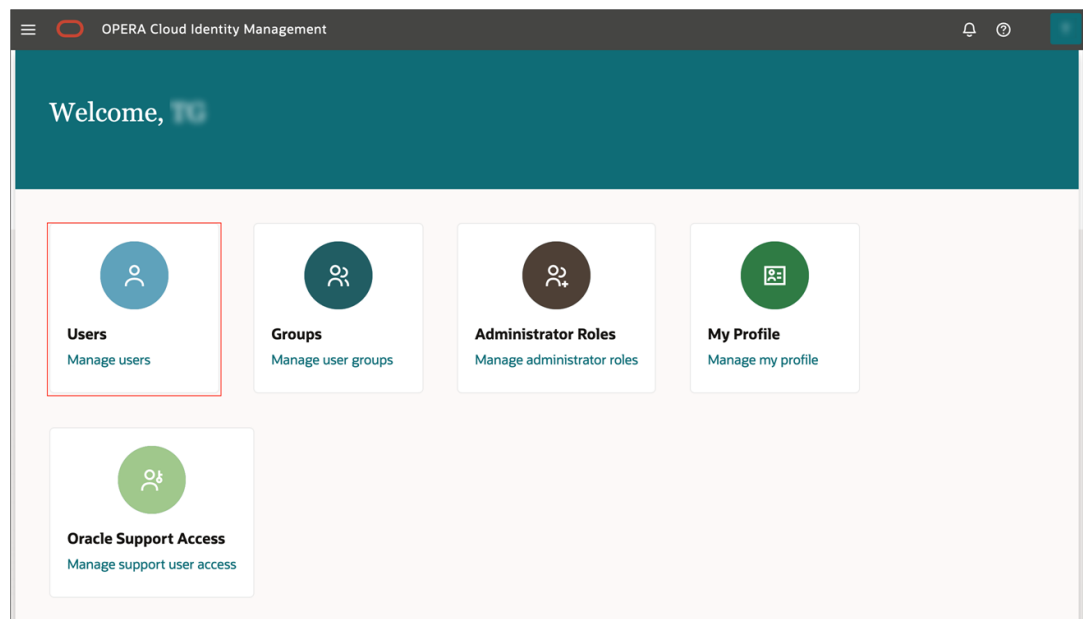 OPERA Cloud Identity Management
Welcome,
Users
Manage users
Groups
Manage user groups
Administrator Roles
Manage administrator roles
My Profile
Manage my profile
Oracle Support Access
Manage support user access